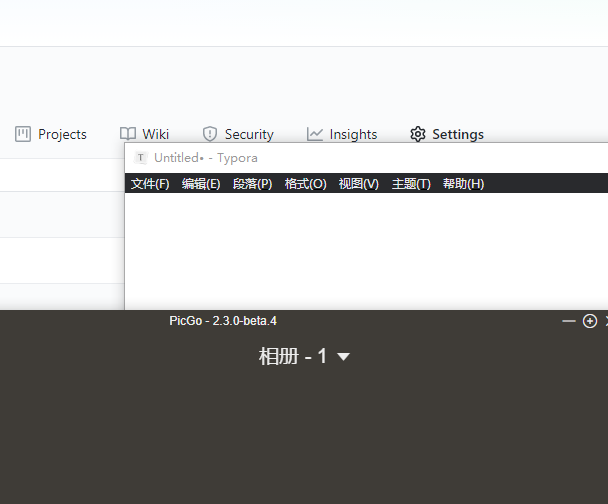 Projects Wiki Security Insights Settings
T Untitled• - Typora
文件(F) 编辑(E) 段落(P) 格式(O) 视图(V) 主题(T) 帮助(H)
PicGo - 2.3.0-beta.4
相册 - 1